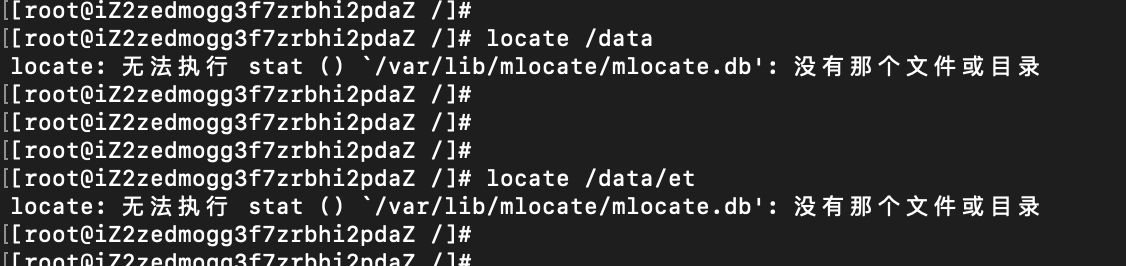 [[root@iZ2zedmogg3f7zrbhi2pdaZ /]#
[[root@iZ2zedmogg3f7zrbhi2pdaZ /]# locate /data
locate: 无法执行 stat () `/var/lib/mlocate/mlocate.db': 没有那个文件或目录
[[root@iZ2zedmogg3f7zrbhi2pdaZ /]#
[[root@iZ2zedmogg3f7zrbhi2pdaZ /]#
[[root@iZ2zedmogg3f7zrbhi2pdaZ /]#
[[root@iZ2zedmogg3f7zrbhi2pdaZ /]# locate /data/et
locate: 无法执行 stat () `/var/lib/mlocate/mlocate.db': 没有那个文件或目录
[[root@iZ2zedmogg3f7zrbhi2pdaZ /]#
[[root@iZ2zedmogg3f7zrbhi2pdaZ /]#